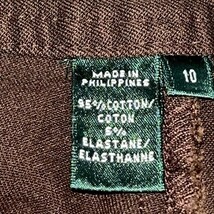 MADE IN
PHILIPPINES
95% COTTON/
COTON
5%
ELASTANE/
ELASTHANNE
10